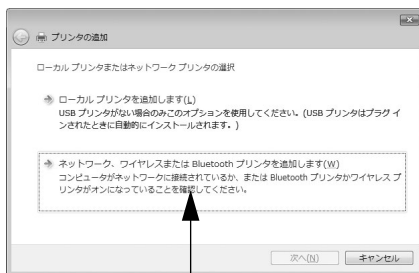 プリンタの追加
ローカル プリンタまたはネットワーク プリンタの選択
ローカル プリンタを追加します(L)
USB プリンタがない場合のみこのオプションを使用してください。(USB プリンタはプラグ イ
ンされたときに自動的にインストールされます。)
ネットワーク、ワイヤレスまたは Bluetooth プリンタを追加します(W)
コンピュータがネットワークに接続されているか、または Bluetooth プリンタかワイヤレス プ
リンタがオンになっていることを確認してください。
次へ(N)
キャンセル